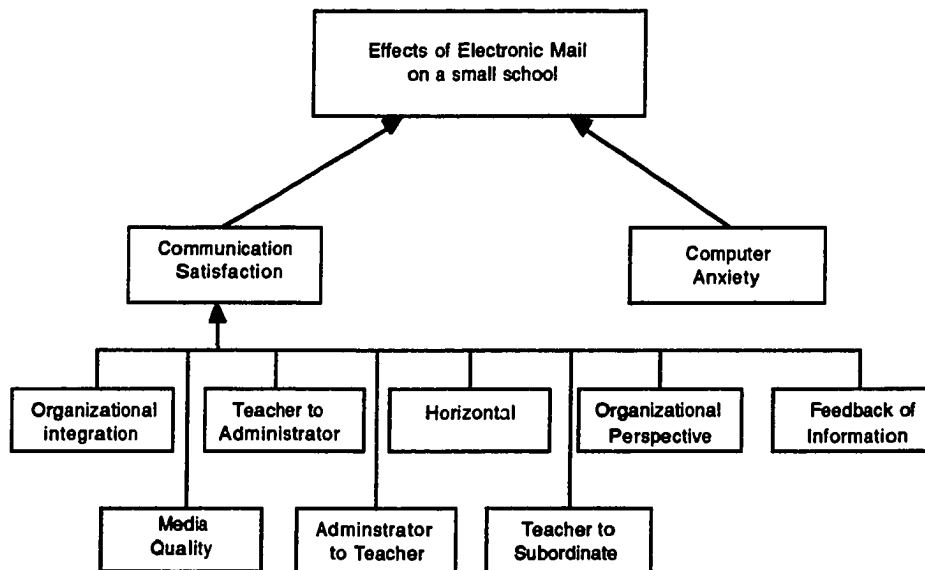 Effects of Electronic Mail
on a small school
Communication
Satisfaction
Computer
Anxiety
Organizational
integration
Teacher to
Administrator
Horizontal
Organizational
Perspective
Feedback of
Information
Media
Quality
Adminstrator
to Teacher
Teacher to
Subordinate